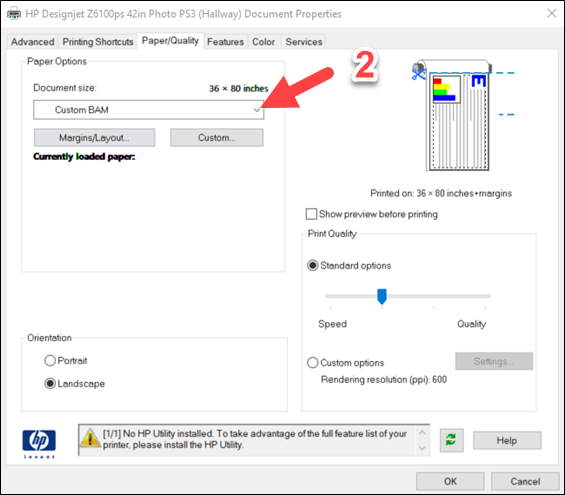 HP Designjet Z6100ps 42in Photo PS3 (Hallway) Document Properties
Advanced Printing Shortcuts Paper/Quality Features Color Services
Paper Options
Document size: 36 × 80 inches
Custom BAM
2
Margins/Layout... Custom...
Currently loaded paper:
E
Printed on: 36 × 80 inches+margins
Show preview before printing
Print Quality
Standard options
Speed Quality
Custom options Settings...
Rendering resolution (ppi): 600
Orientation
Portrait
Landscape
hp
invent
[1/1] No HP Utility installed. To take advantage of the full feature list of your
printer, please install the HP Utility.
Help
OK Cancel